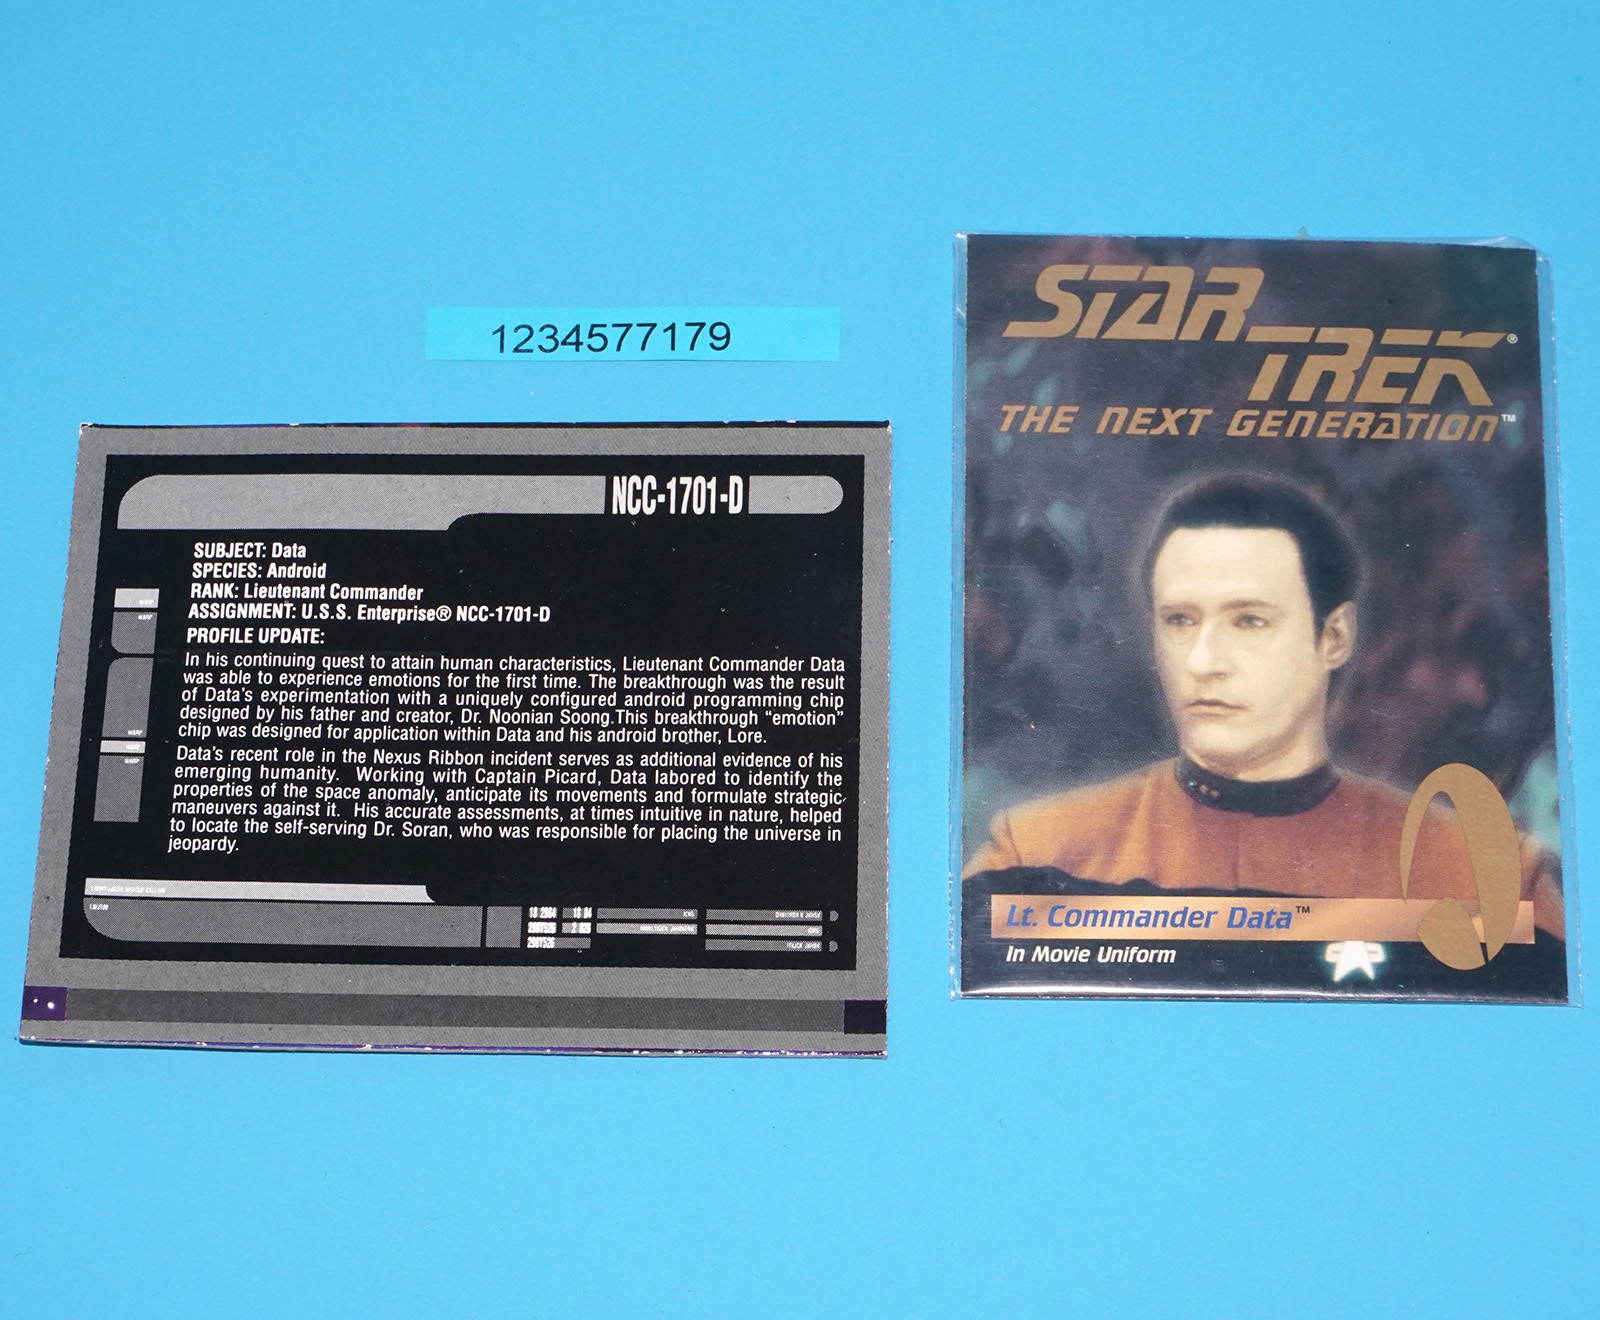 1234577179
NCC-1701-D
SUBJECT: Data
SPECIES: Android
RANK: Lieutenant Commander
ASSIGNMENT: U.S.S. Enterprise® NCC-1701-D
PROFILE UPDATE:
In his continuing quest to attain human characteristics, Lieutenant Commander Data
was able to experience emotions for the first time. The breakthrough was the result
of Data's experimentation with a uniquely configured android programming chip
designed by his father and creator, Dr. Noonian Soong.This breakthrough "emotion"
chip was designed for application within Data and his android brother, Lore.
Data's recent role in the Nexus Ribbon incident serves as additional evidence of his
emerging humanity. Working with Captain Picard, Data labored to identify the
properties of the space anomaly, anticipate its movements and formulate strategic
maneuvers against it. His accurate assessments, at times intuitive in nature, helped
to locate the self-serving Dr. Soran, who was responsible for placing the universe in
jeopardy.
STAR
TREK®
THE NEXT GENERATION™
Lt. Commander Data™
In Movie Uniform